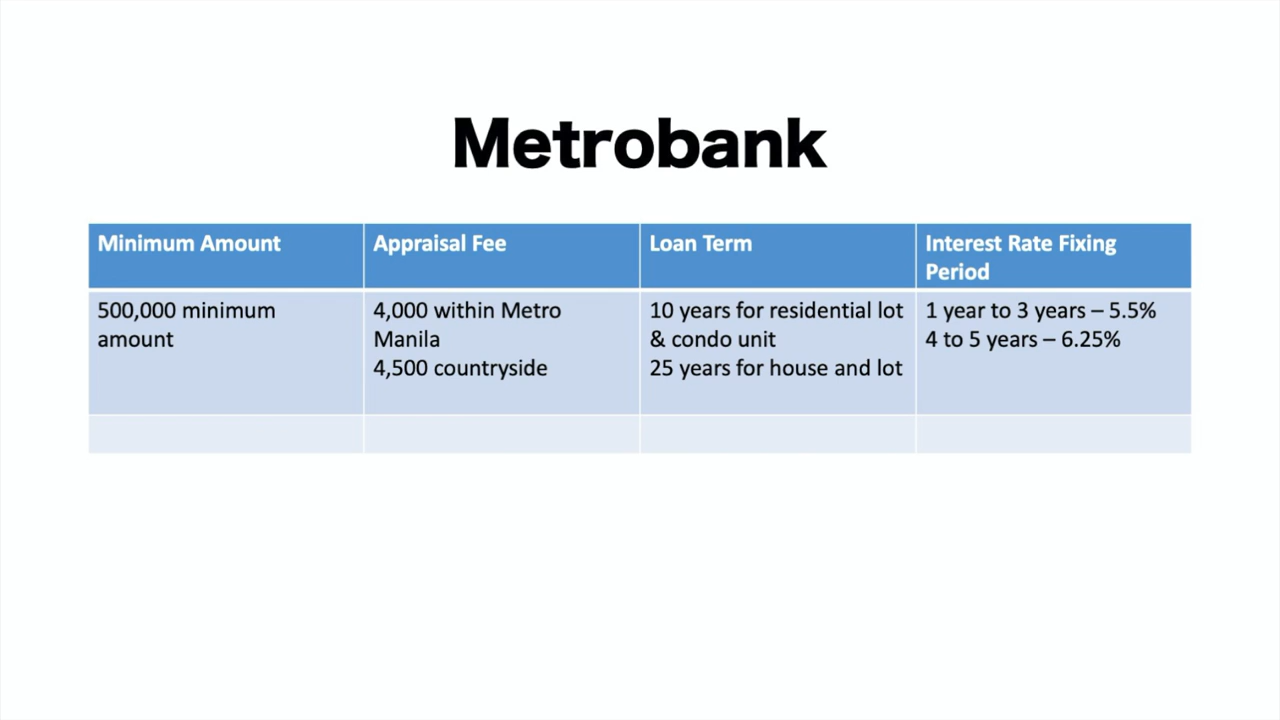 Metrobank
Minimum Amount
Appraisal Fee
Loan Term
Interest Rate Fixing
Period
500,000 minimum
amount
4,000 within Metro
Manila
4,500 countryside
10 years for residential lot
& condo unit
25 years for house and lot
1 year to 3 years – 5.5%
4 to 5 years – 6.25%